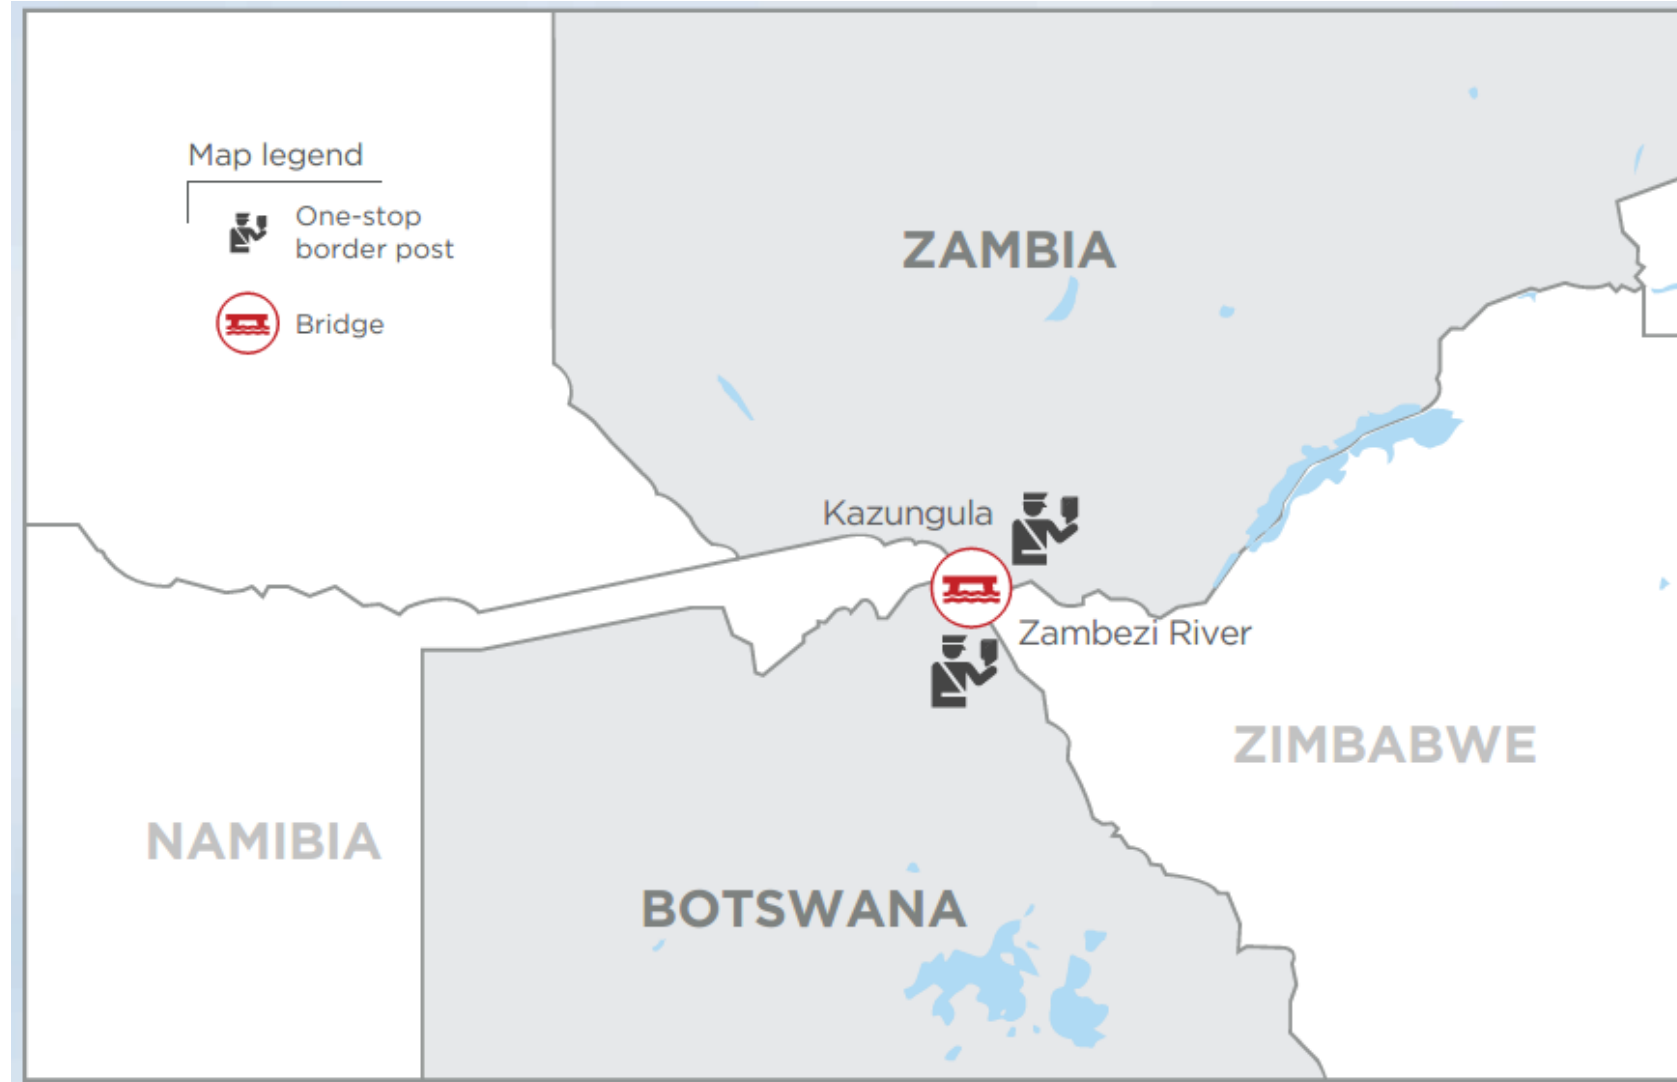 Map legend
One-stop
border post
Bridge
ZAMBIA
Kazungula
Zambezi River
ZIMBABWE
NAMIBIA
BOTSWANA